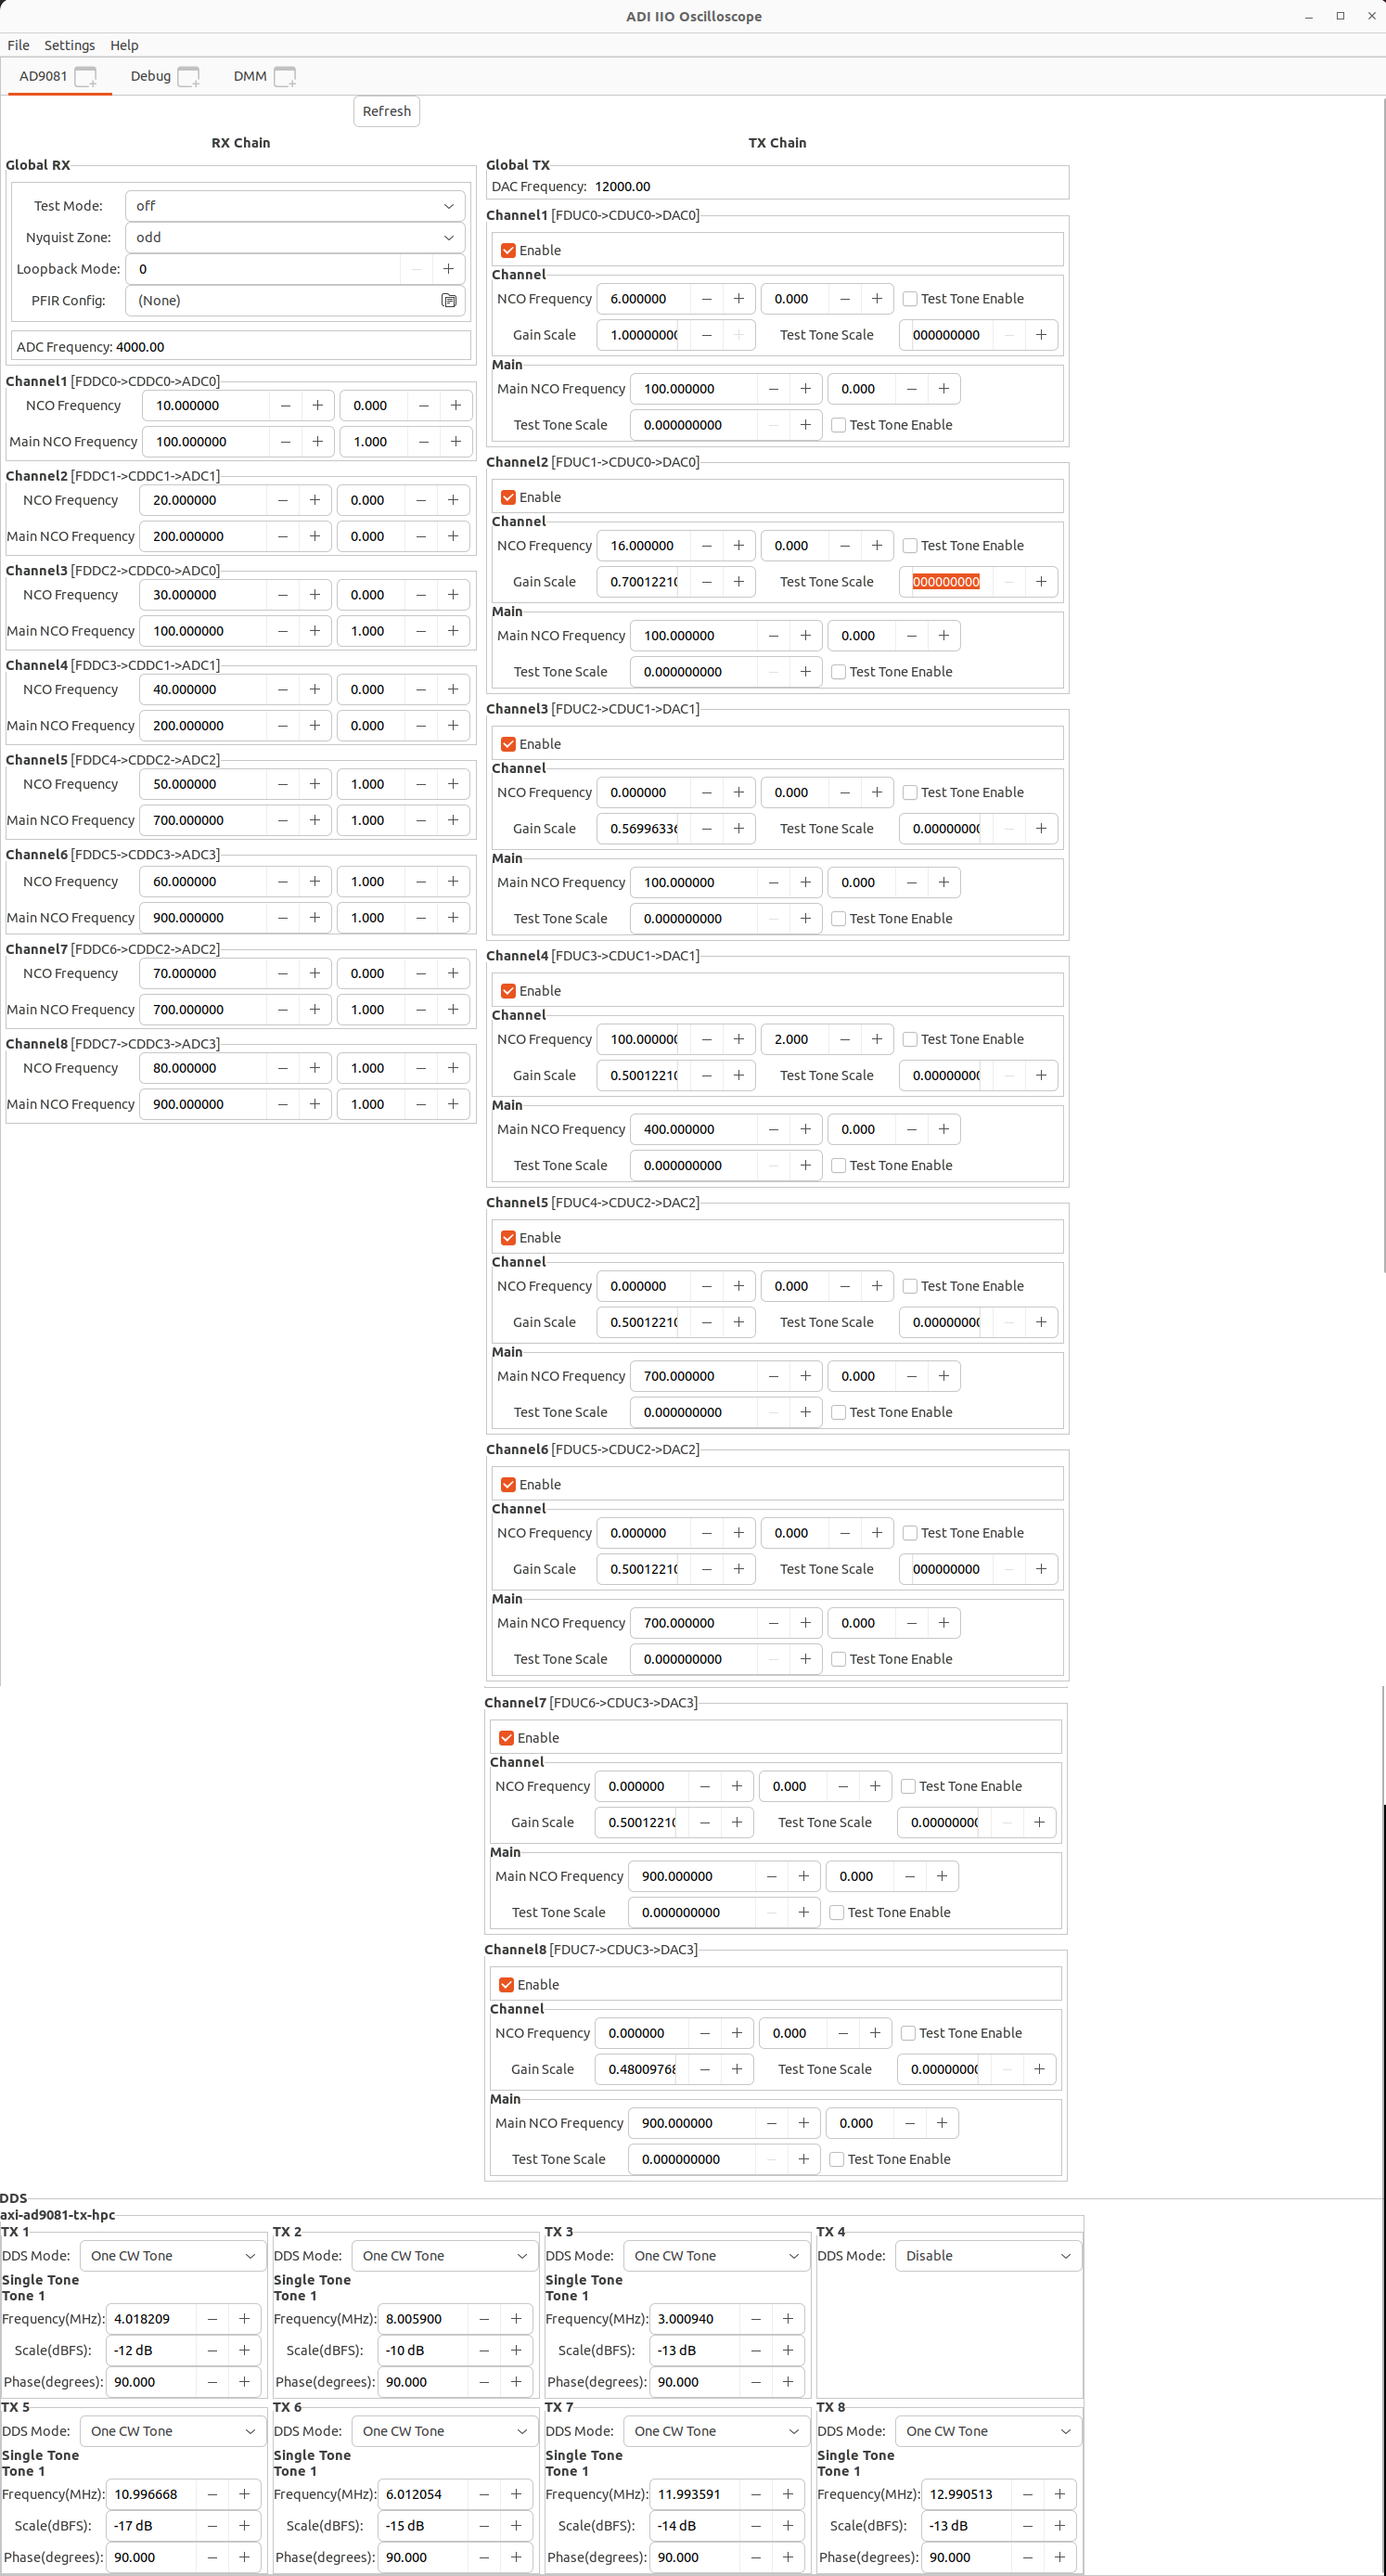 ADI IIO Oscilloscope
File Settings Help
AD9081 Debug DMM
Refresh
RX Chain
Global RX
Test Mode: off
Nyquist Zone: odd
Loopback Mode: 0
PFIR Config: (None)
ADC Frequency: 4000.00
Channel1 [FDDC0->CDDC0->ADC0]
NCO Frequency 10.000000 0.000
Main NCO Frequency 100.000000 1.000
Channel2 [FDDC1->CDDC1->ADC1]
NCO Frequency 20.000000 0.000
Main NCO Frequency 200.000000 0.000
Channel3 [FDDC2->CDDC0->ADC0]
NCO Frequency 30.000000 0.000
Main NCO Frequency 100.000000 1.000
Channel4 [FDDC3->CDDC1->ADC1]
NCO Frequency 40.000000 0.000
Main NCO Frequency 200.000000 0.000
Channel5 [FDDC4->CDDC2->ADC2]
NCO Frequency 50.000000 1.000
Main NCO Frequency 700.000000 1.000
Channel6 [FDDC5->CDDC3->ADC3]
NCO Frequency 60.000000 1.000
Main NCO Frequency 900.000000 1.000
Channel7 [FDDC6->CDDC2->ADC2]
NCO Frequency 70.000000 0.000
Main NCO Frequency 700.000000 1.000
Channel8 [FDDC7->CDDC3->ADC3]
NCO Frequency 80.000000 1.000
Main NCO Frequency 900.000000 1.000
TX Chain
Global TX
DAC Frequency: 12000.00
Channel1 [FDUC0->CDUC0->DAC0]
Enable
Channel
NCO Frequency 6.000000 0.000 Test Tone Enable
Gain Scale 1.00000000 Test Tone Scale 000000000
Main
Main NCO Frequency 100.000000 0.000
Test Tone Scale 0.000000000 Test Tone Enable
Channel2 [FDUC1->CDUC0->DAC0]
Enable
Channel
NCO Frequency 16.000000 0.000 Test Tone Enable
Gain Scale 0.70012210 Test Tone Scale 000000000
Main
Main NCO Frequency 100.000000 0.000
Test Tone Scale 0.000000000 Test Tone Enable
Channel3 [FDUC2->CDUC1->DAC1]
Enable
Channel
NCO Frequency 0.000000 0.000 Test Tone Enable
Gain Scale 0.56996336 Test Tone Scale 0.00000000
Main
Main NCO Frequency 100.000000 0.000
Test Tone Scale 0.000000000 Test Tone Enable
Channel4 [FDUC3->CDUC1->DAC1]
Enable
Channel
NCO Frequency 100.000000 2.000 Test Tone Enable
Gain Scale 0.50012210 Test Tone Scale 0.00000000
Main
Main NCO Frequency 400.000000 0.000
Test Tone Scale 0.000000000 Test Tone Enable
Channel5 [FDUC4->CDUC2->DAC2]
Enable
Channel
NCO Frequency 0.000000 0.000 Test Tone Enable
Gain Scale 0.50012210 Test Tone Scale 0.00000000
Main
Main NCO Frequency 700.000000 0.000
Test Tone Scale 0.000000000 Test Tone Enable
Channel6 [FDUC5->CDUC2->DAC2]
Enable
Channel
NCO Frequency 0.000000 0.000 Test Tone Enable
Gain Scale 0.50012210 Test Tone Scale 000000000
Main
Main NCO Frequency 700.000000 0.000
Test Tone Scale 0.000000000 Test Tone Enable
Channel7 [FDUC6->CDUC3->DAC3]
Enable
Channel
NCO Frequency 0.000000 0.000 Test Tone Enable
Gain Scale 0.50012210 Test Tone Scale 0.00000000
Main
Main NCO Frequency 900.000000 0.000
Test Tone Scale 0.000000000 Test Tone Enable
Channel8 [FDUC7->CDUC3->DAC3]
Enable
Channel
NCO Frequency 0.000000 0.000 Test Tone Enable
Gain Scale 0.48009768 Test Tone Scale 0.00000000
Main
Main NCO Frequency 900.000000 0.000
Test Tone Scale 0.000000000 Test Tone Enable
DDS
axi-ad9081-tx-hpc
TX 1 TX 2 TX 3 TX 4
DDS Mode: One CW Tone DDS Mode: One CW Tone DDS Mode: One CW Tone DDS Mode: Disable
Single Tone Single Tone Single Tone
Tone 1 Tone 1 Tone 1
Frequency(MHz): 4.018209 Frequency(MHz): 8.005900 Frequency(MHz): 3.000940
Scale(dBFS): -12 dB Scale(dBFS): -10 dB Scale(dBFS): -13 dB
Phase(degrees): 90.000 Phase(degrees): 90.000 Phase(degrees): 90.000
TX 5 TX 6 TX 7 TX 8
DDS Mode: One CW Tone DDS Mode: One CW Tone DDS Mode: One CW Tone DDS Mode: One CW Tone
Single Tone Single Tone Single Tone Single Tone
Tone 1 Tone 1 Tone 1 Tone 1
Frequency(MHz): 10.996668 Frequency(MHz): 6.012054 Frequency(MHz): 11.993591 Frequency(MHz): 12.990513
Scale(dBFS): -17 dB Scale(dBFS): -15 dB Scale(dBFS): -14 dB Scale(dBFS): -13 dB
Phase(degrees): 90.000 Phase(degrees): 90.000 Phase(degrees): 90.000 Phase(degrees): 90.000